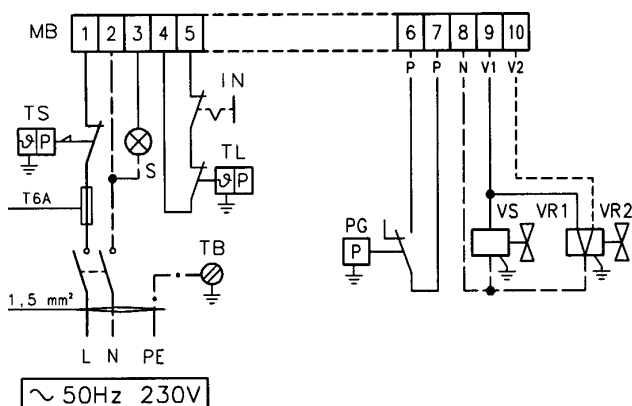 MB 1 2 3 4 5 6 7 8 9 10
P P N V1 V2
IN
TS
ϑ P
TL
S
ϑ P
T6A
VS VR1 VR2
PG
P
TB
1,5 mm²
L N PE
~ 50Hz 230V